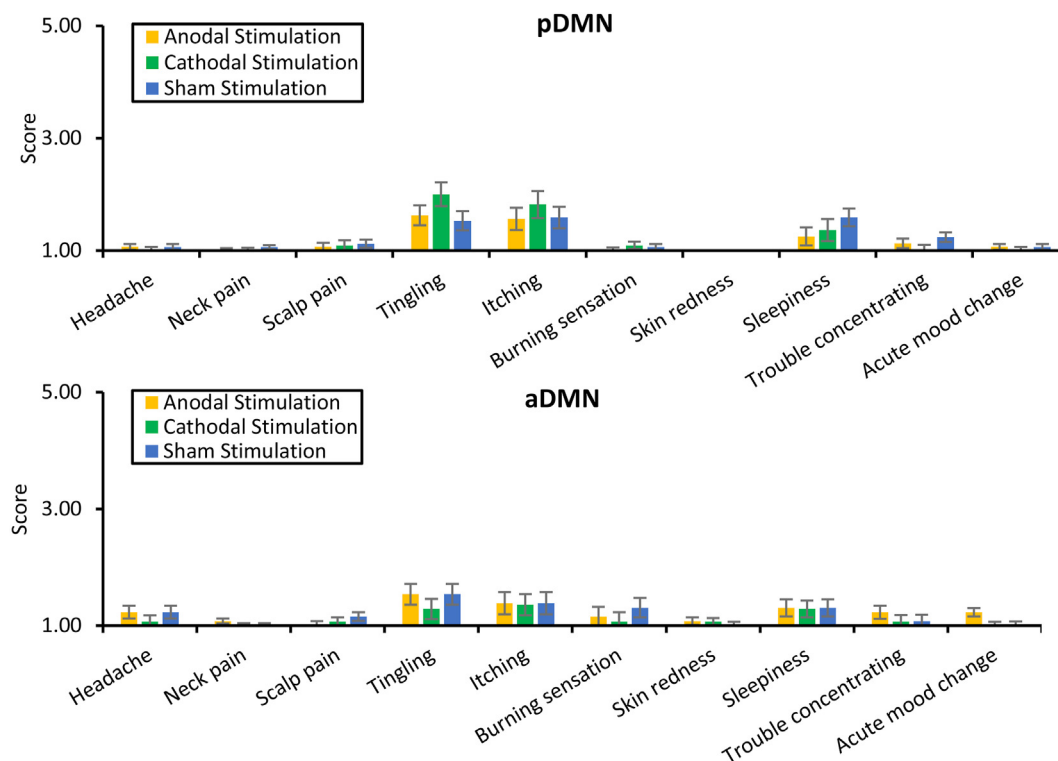 pDMN
5.00
3.00
1.00
Score
Anodal Stimulation
Cathodal Stimulation
Sham Stimulation
Headache
Neck pain
Scalp pain
Tingling
Itching
Burning sensation
Skin redness
Sleepiness
Trouble concentrating
Acute mood change
aDMN
5.00
3.00
1.00
Score
Anodal Stimulation
Cathodal Stimulation
Sham Stimulation
Headache
Neck pain
Scalp pain
Tingling
Itching
Burning sensation
Skin redness
Sleepiness
Trouble concentrating
Acute mood change